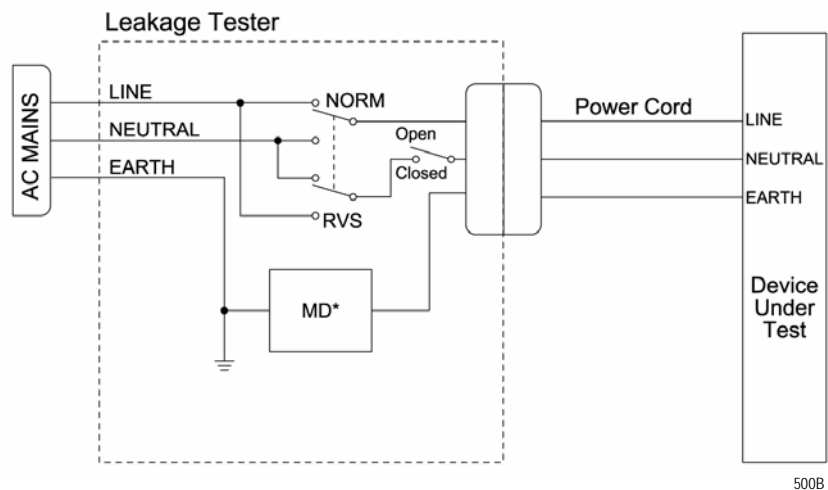 Leakage Tester
AC MAINS
LINE
NEUTRAL
EARTH
NORM
RVS
Open
Closed
MD*
Power Cord
LINE
NEUTRAL
EARTH
Device
Under
Test
500B